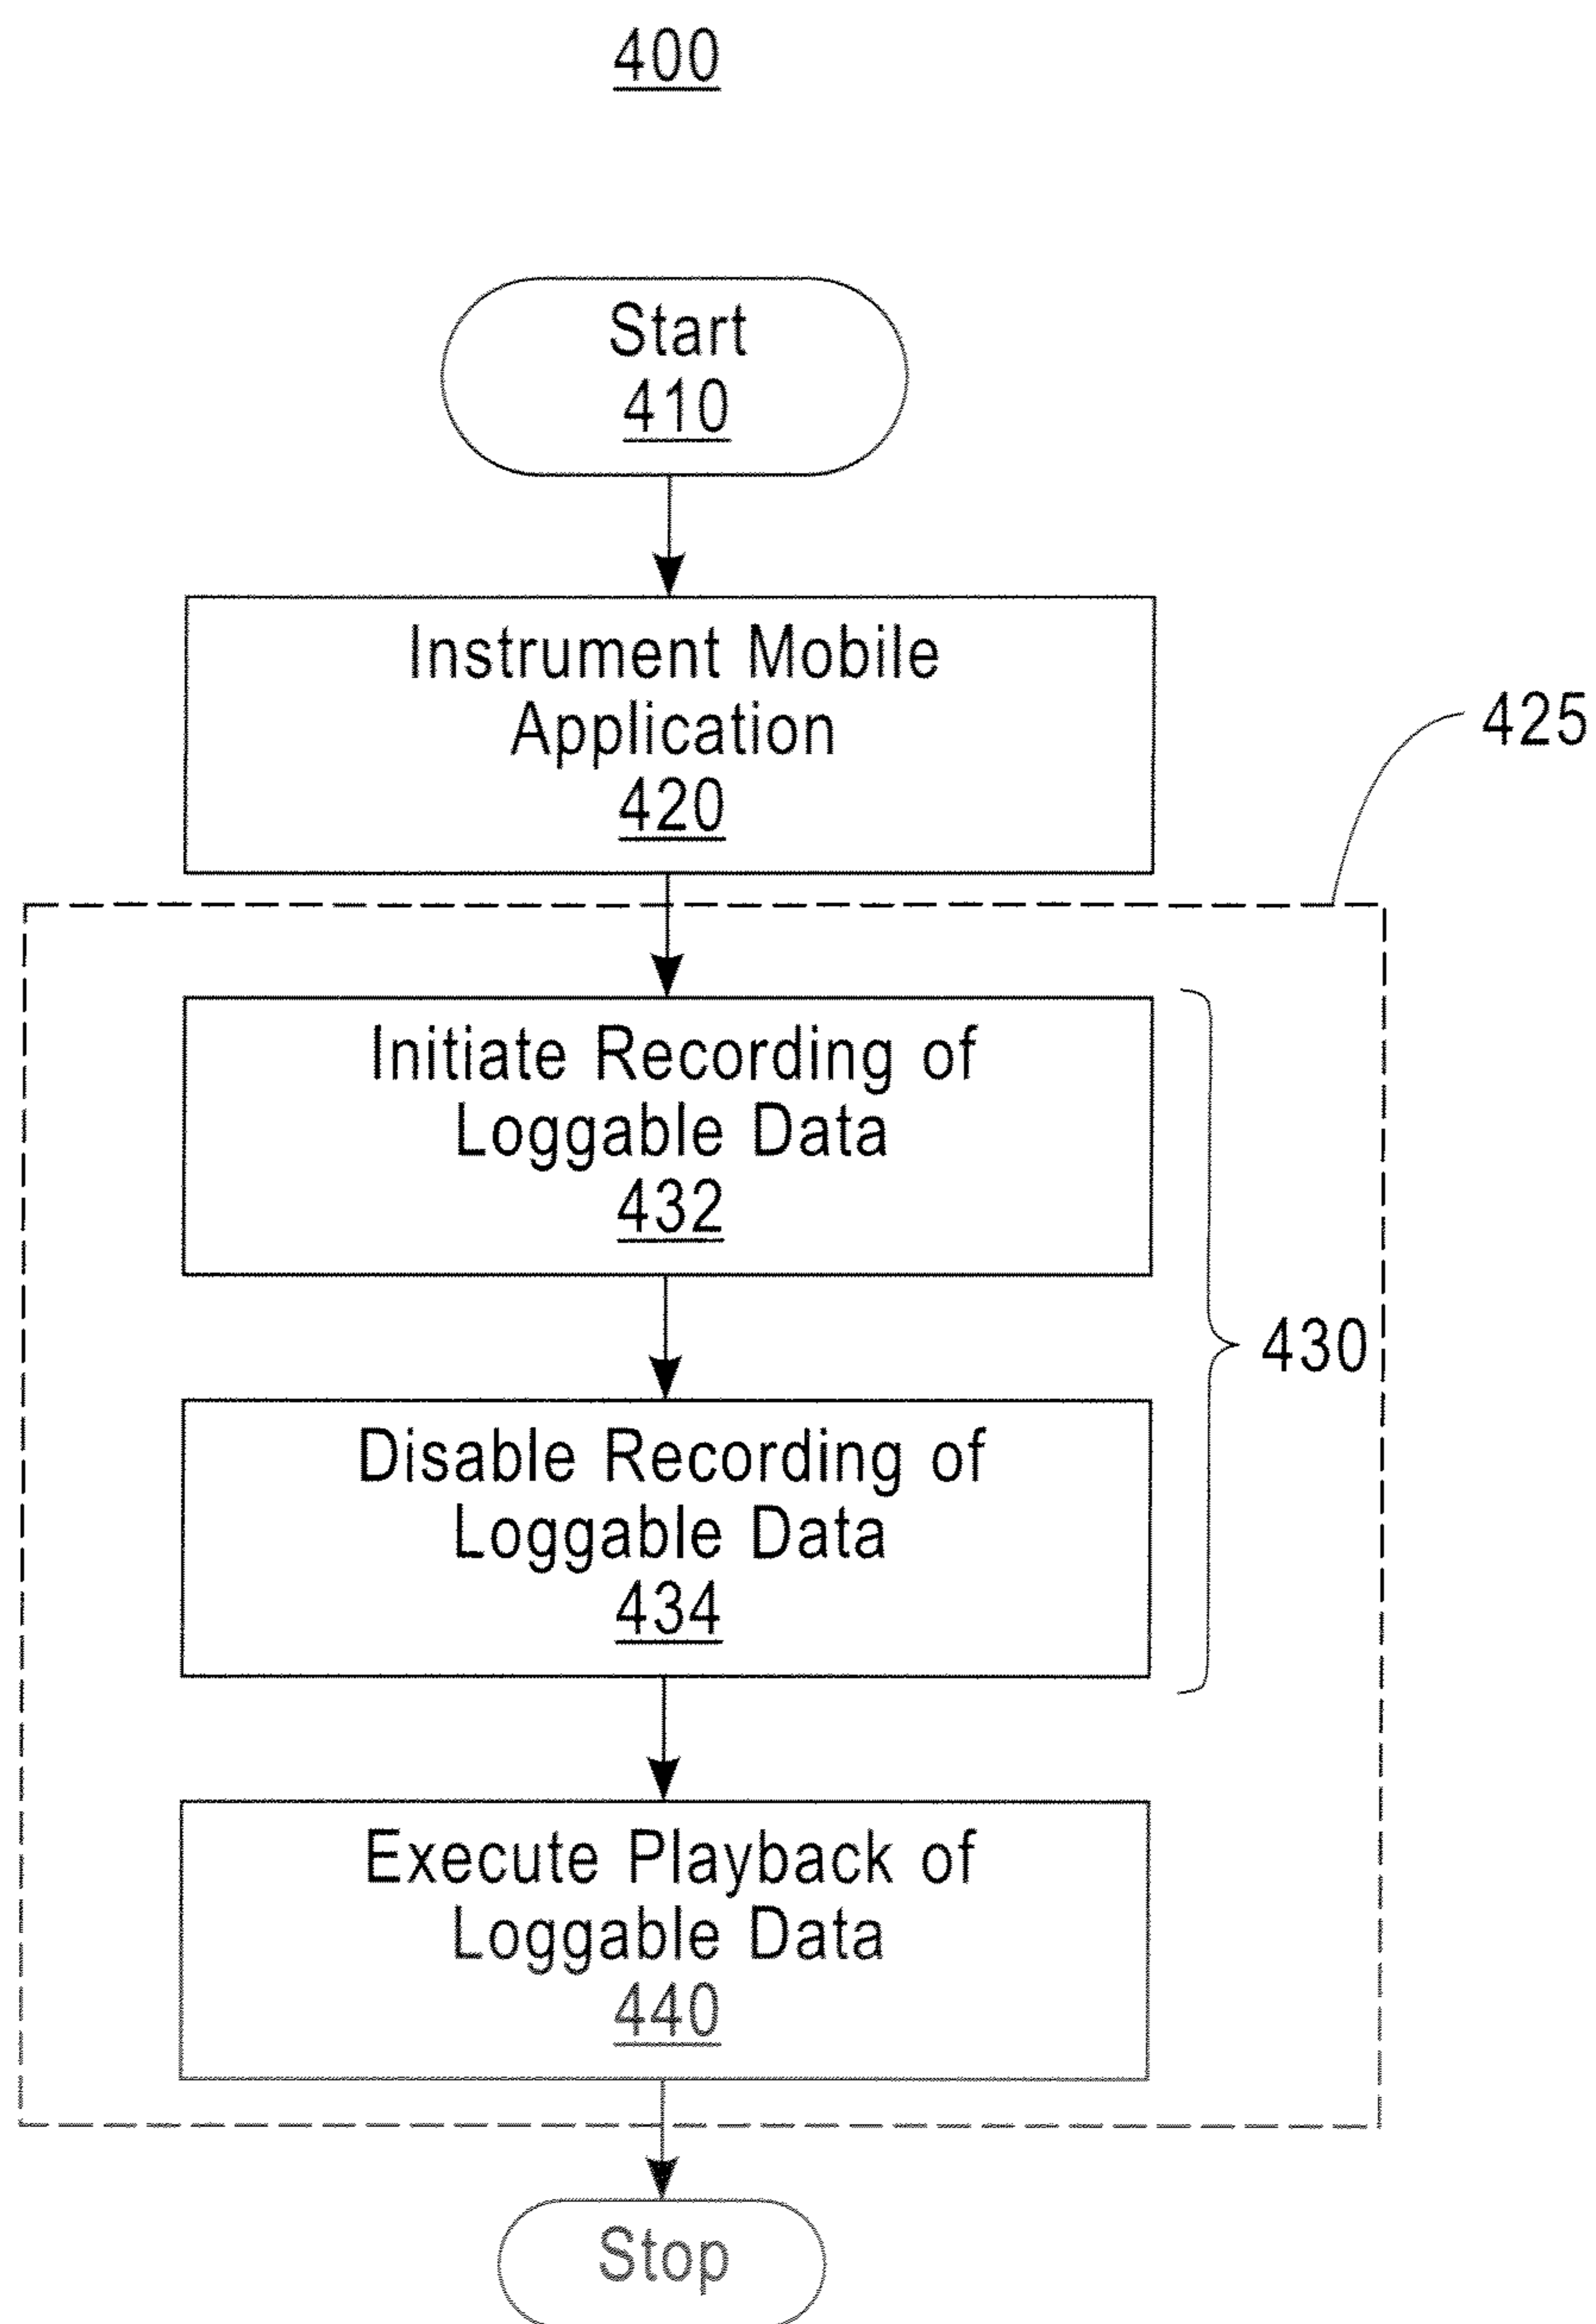 400
Start
410
Instrument Mobile
Application
420
425
Initiate Recording of
Loggable Data
432
430
Disable Recording of
Loggable Data
434
Execute Playback of
Loggable Data
440
Stop